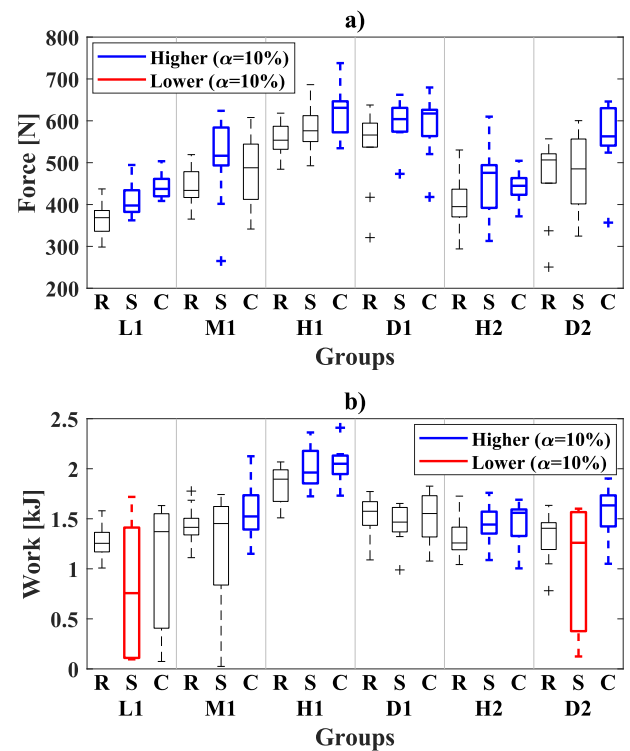 a)
800
700
600
500
400
300
200
Force [N]
Higher (α=10%)
Lower (α=10%)
R S C R S C R S C R S C R S C R S C
L1 M1 H1 D1 H2 D2
Groups
b)
2.5
2
1.5
1
0.5
0
Work [kJ]
Higher (α=10%)
Lower (α=10%)
R S C R S C R S C R S C R S C R S C
L1 M1 H1 D1 H2 D2
Groups